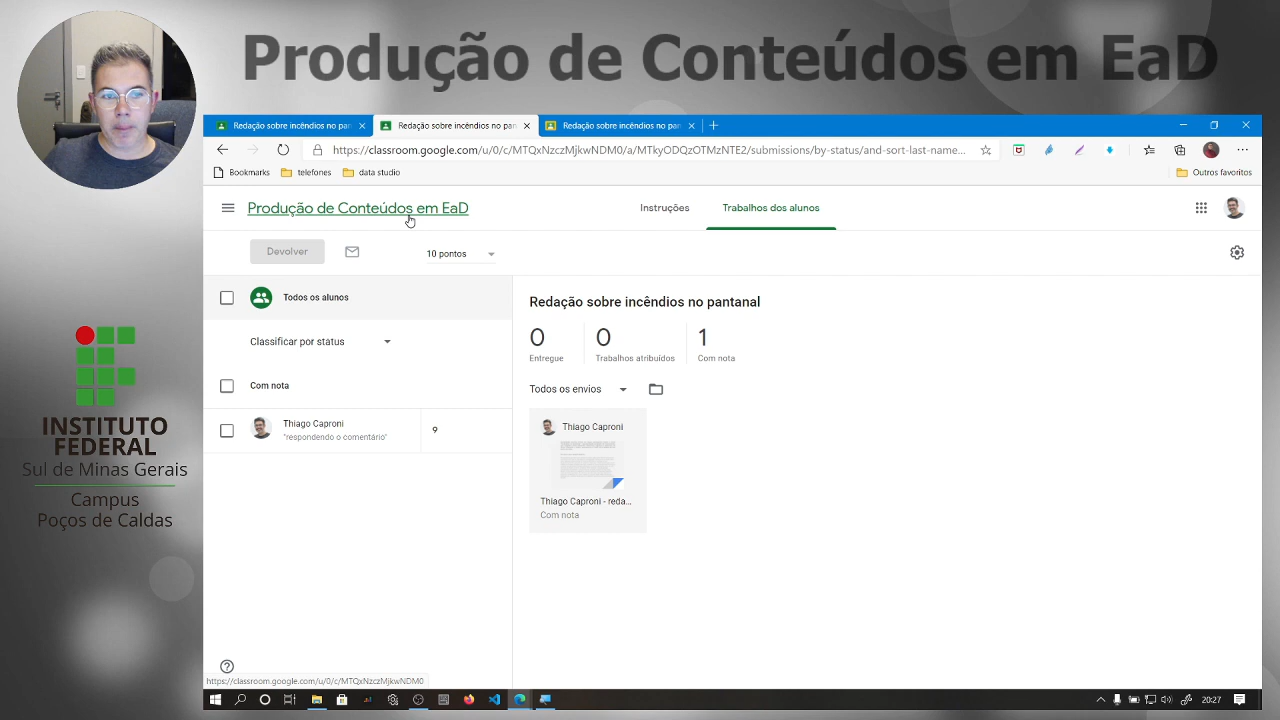 Produção de Conteúdos em EaD
Redação sobre incêndios no pan
Redação sobre incêndios no pan
Redação sobre incêndios no pan
https://classroom.google.com/u/0/c/MTQxNzczMjkwNDM0/a/MTkyODQzOTMzNTE2/submissions/by-status/and-sort-last-name...
Bookmarks
telefones
data studio
Outros favoritos
Produção de Conteúdos em EaD
Instruções
Trabalhos dos alunos
Devolver
10 pontos
Todos os alunos
Classificar por status
Com nota
Thiago Caproni
"respondendo o comentário"
9
Redação sobre incêndios no pantanal
0
Entregue
0
Trabalhos atribuídos
1
Com nota
Todos os envios
Thiago Caproni
Thiago Caproni - reda...
Com nota
INSTITUTO
FEDERAL
Sul de Minas Gerais
Campus
Poços de Caldas
https://classroom.google.com/u/0/c/MTQxNzczMjkwNDM0
20:27